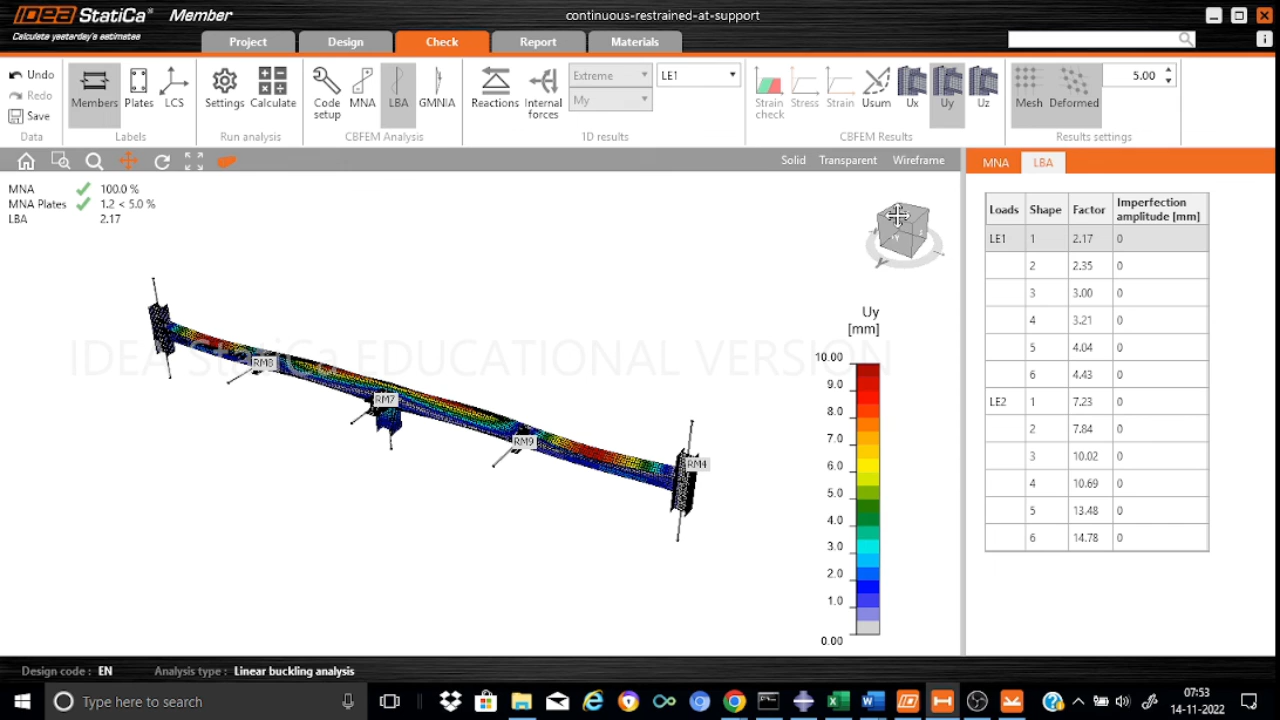 IDEA StatiCa® Member
Calculate yesterday's estimates
continuous-restrained-at-support
Project Design Check Report Materials
Undo
Redo
Save
Data
Members Plates LCS
Labels
Settings Calculate
Run analysis
Code setup MNA LBA GMNIA
CBFEM Analysis
Reactions Internal forces
Extreme LE1
My
1D results
Strain check Stress Strain Usum Ux Uy Uz
CBFEM Results
Mesh Deformed 5.00
Results settings
Solid Transparent Wireframe
MNA LBA
MNA 100.0 %
MNA Plates 1.2 < 5.0 %
LBA 2.17
IDEA StatiCa EDUCATIONAL VERSION
RM8
RM7
RM9
RM4
Uy
[mm]
10.00
9.0
8.0
7.0
6.0
5.0
4.0
3.0
2.0
1.0
0.00
Loads Shape Factor Imperfection amplitude [mm]
LE1 1 2.17 0
2 2.35 0
3 3.00 0
4 3.21 0
5 4.04 0
6 4.43 0
LE2 1 7.23 0
2 7.84 0
3 10.02 0
4 10.69 0
5 13.48 0
6 14.78 0
Design code : EN Analysis type : Linear buckling analysis
Type here to search
07:53
14-11-2022